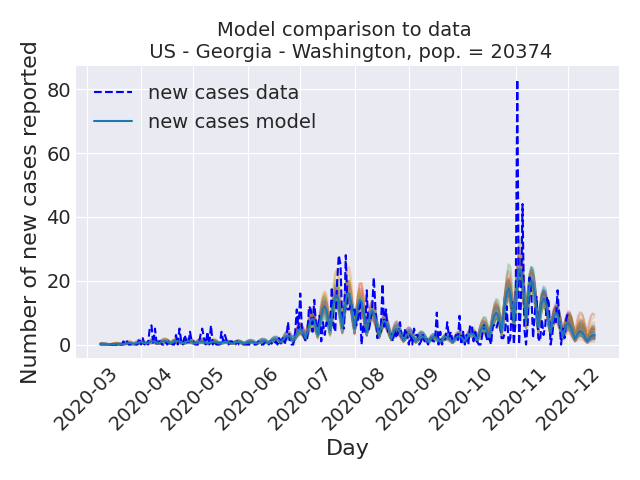 Model comparison to data
US - Georgia - Washington, pop. = 20374
Number of new cases reported
80
60
40
20
0
new cases data
new cases model
2020-03
2020-04
2020-05
2020-06
2020-07
2020-08
2020-09
2020-10
2020-11
2020-12
Day